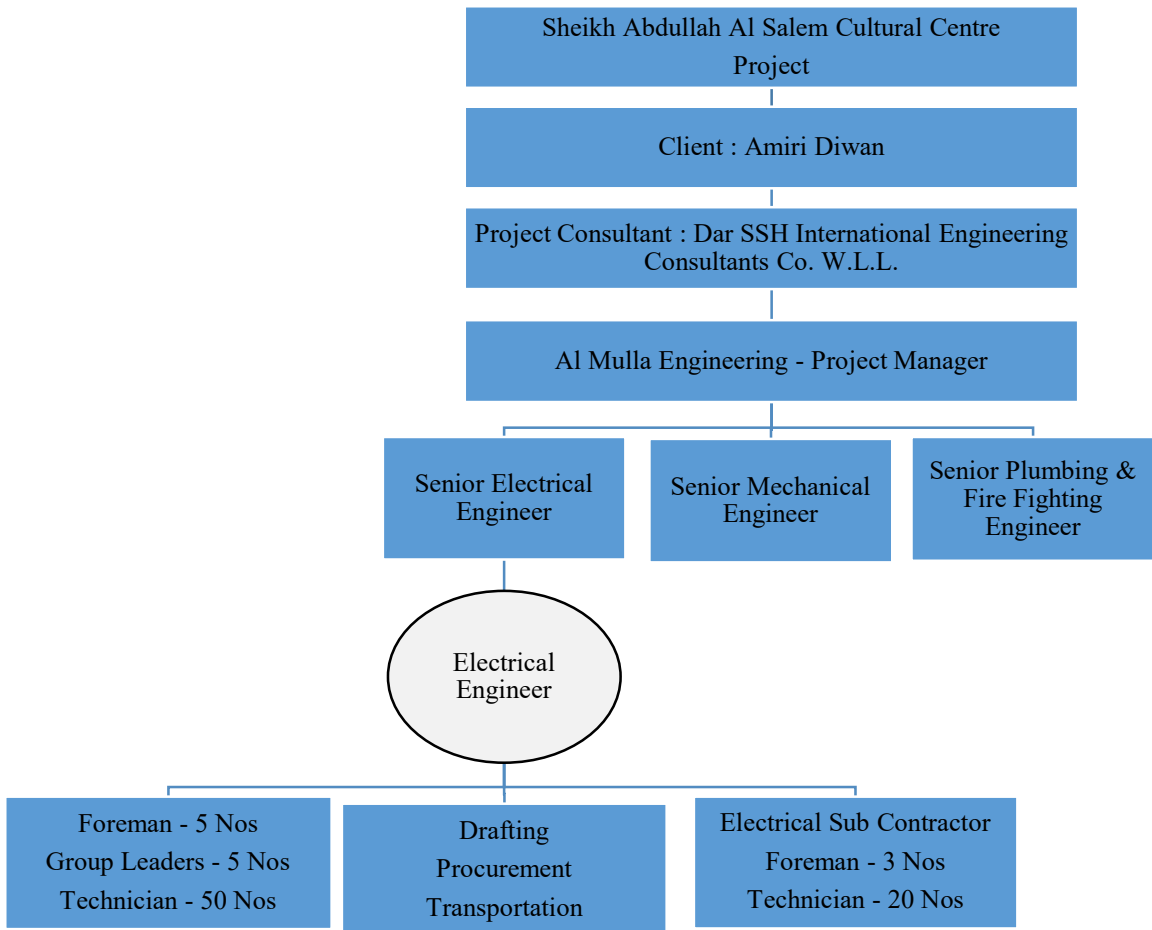 Sheikh Abdullah Al Salem Cultural Centre
Project
Client : Amiri Diwan
Project Consultant : Dar SSH International Engineering
Consultants Co. W.L.L.
Al Mulla Engineering - Project Manager
Senior Electrical
Engineer
Senior Mechanical
Engineer
Senior Plumbing &
Fire Fighting
Engineer
Electrical
Engineer
Foreman - 5 Nos
Group Leaders - 5 Nos
Technician - 50 Nos
Drafting
Procurement
Transportation
Electrical Sub Contractor
Foreman - 3 Nos
Technician - 20 Nos